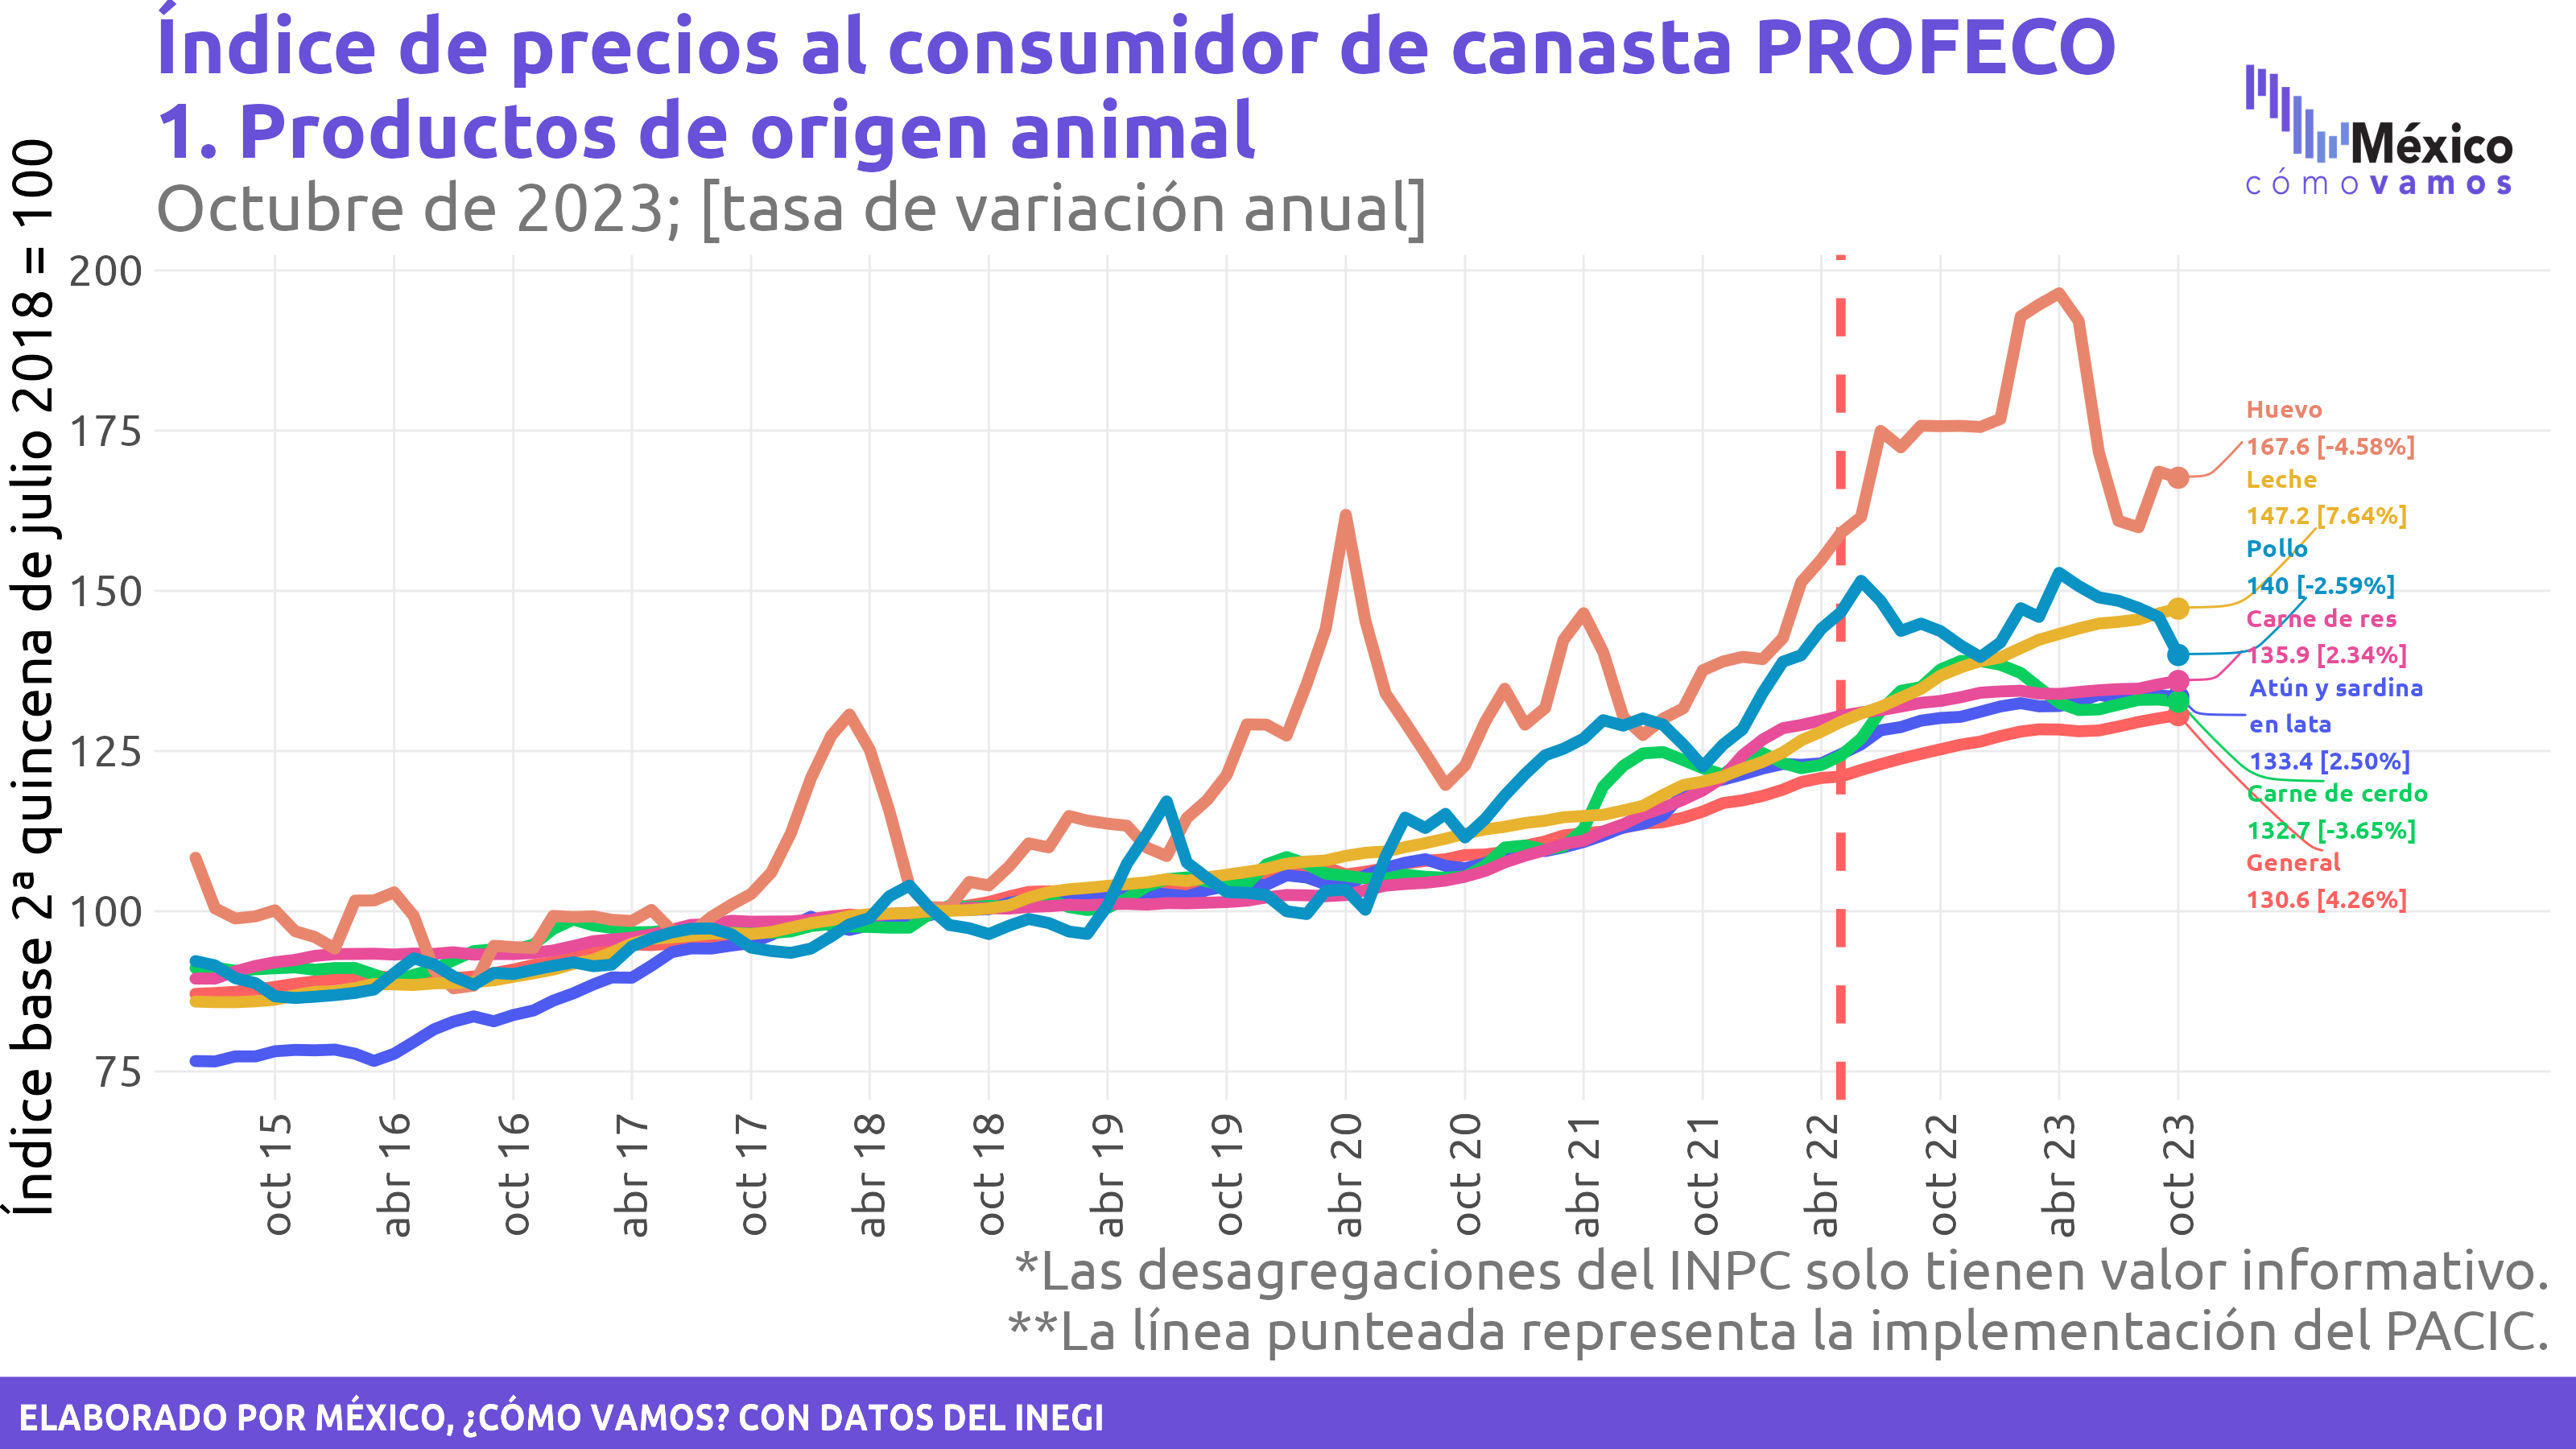 Índice de precios al consumidor de canasta PROFECO
1. Productos de origen animal
Octubre de 2023; [tasa de variación anual]
México
cómo vamos
Índice base 2ª quincena de julio 2018 = 100
200
175
150
125
100
75
Huevo
167.6 [-4.58%]
Leche
147.2 [7.64%]
Pollo
140 [-2.59%]
Carne de res
135.9 [2.34%]
Atún y sardina
en lata
133.4 [2.50%]
Carne de cerdo
132.7 [-3.65%]
General
130.6 [4.26%]
oct 15
abr 16
oct 16
abr 17
oct 17
abr 18
oct 18
abr 19
oct 19
abr 20
oct 20
abr 21
oct 21
abr 22
oct 22
abr 23
oct 23
*Las desagregaciones del INPC solo tienen valor informativo.
**La línea punteada representa la implementación del PACIC.
ELABORADO POR MÉXICO, ¿CÓMO VAMOS? CON DATOS DEL INEGI